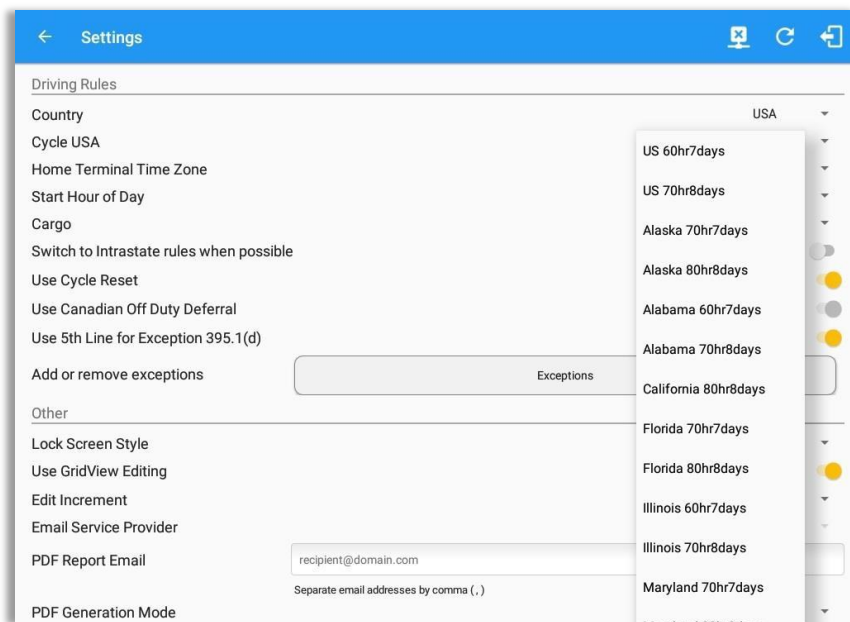 Settings
Driving Rules
Country USA
Cycle USA
US 60hr7days
Home Terminal Time Zone
US 70hr8days
Start Hour of Day
Cargo
Alaska 70hr7days
Switch to Intrastate rules when possible
Alaska 80hr8days
Use Cycle Reset
Use Canadian Off Duty Deferral
Alabama 60hr7days
Use 5th Line for Exception 395.1(d)
Alabama 70hr8days
Add or remove exceptions Exceptions
California 80hr8days
Other
Florida 70hr7days
Lock Screen Style
Use GridView Editing
Florida 80hr8days
Edit Increment
Illinois 60hr7days
Email Service Provider
Illinois 70hr8days
PDF Report Email recipient@domain.com
Separate email addresses by comma ( , )
Maryland 70hr7days
PDF Generation Mode